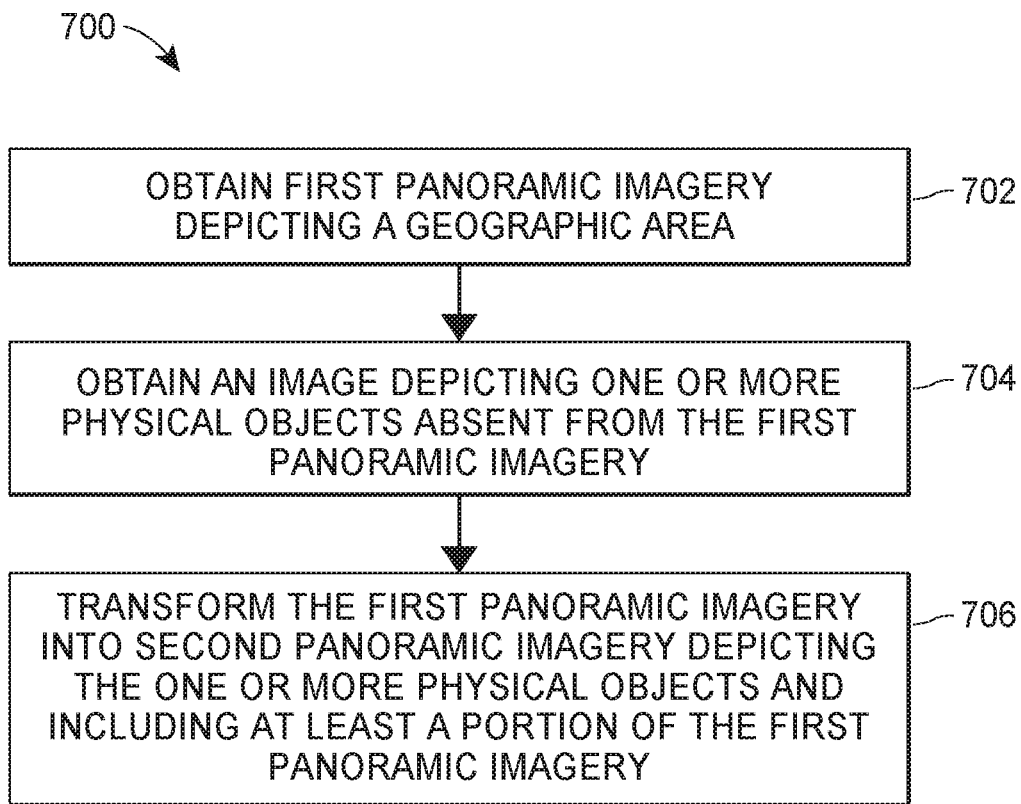 700
OBTAIN FIRST PANORAMIC IMAGERY
DEPICTING A GEOGRAPHIC AREA
702
OBTAIN AN IMAGE DEPICTING ONE OR MORE
PHYSICAL OBJECTS ABSENT FROM THE FIRST
PANORAMIC IMAGERY
704
TRANSFORM THE FIRST PANORAMIC IMAGERY
INTO SECOND PANORAMIC IMAGERY DEPICTING
THE ONE OR MORE PHYSICAL OBJECTS AND
INCLUDING AT LEAST A PORTION OF THE FIRST
PANORAMIC IMAGERY
706